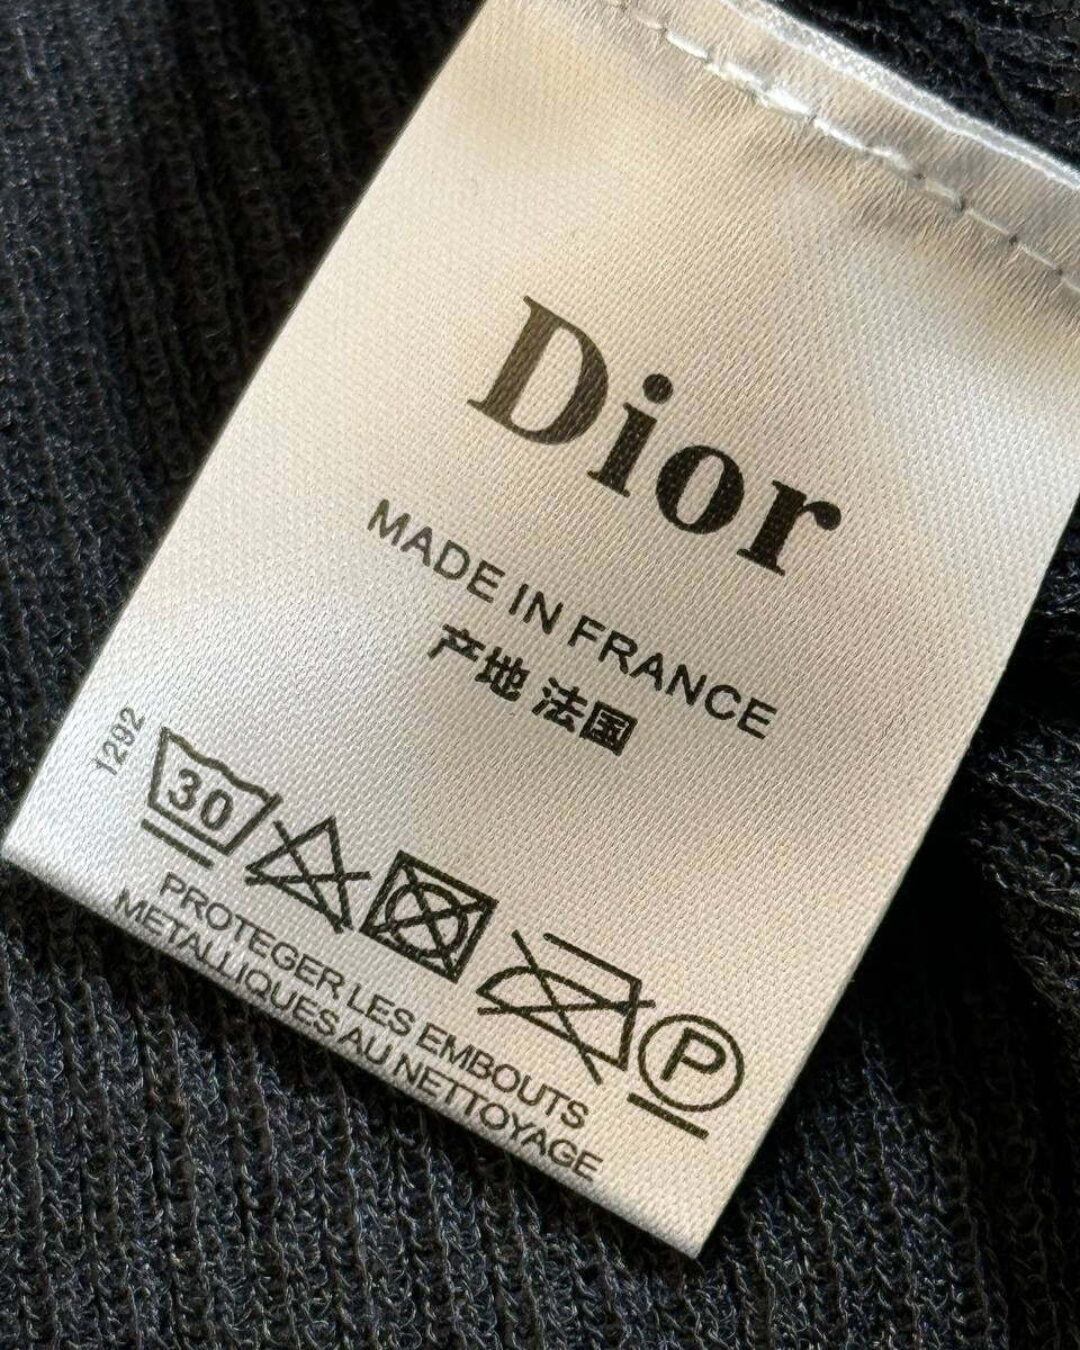 Dior
MADE IN FRANCE
产地 法国
1292
30
P
PROTEGER LES EMBOUTS
METALLIQUES AU NETTOYAGE